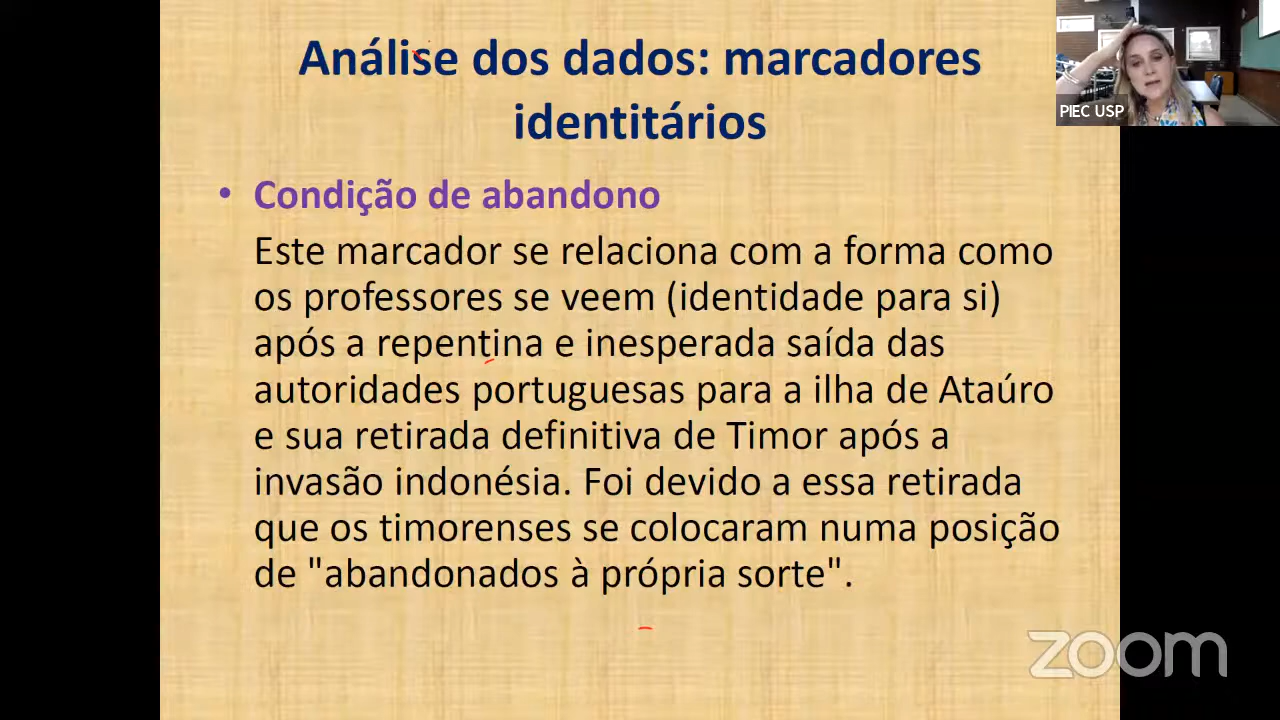 Análise dos dados: marcadores
identitários
PIEC USP
• Condição de abandono
Este marcador se relaciona com a forma como
os professores se veem (identidade para si)
após a repentina e inesperada saída das
autoridades portuguesas para a ilha de Ataúro
e sua retirada definitiva de Timor após a
invasão indonésia. Foi devido a essa retirada
que os timorenses se colocaram numa posição
de "abandonados à própria sorte".
zoom